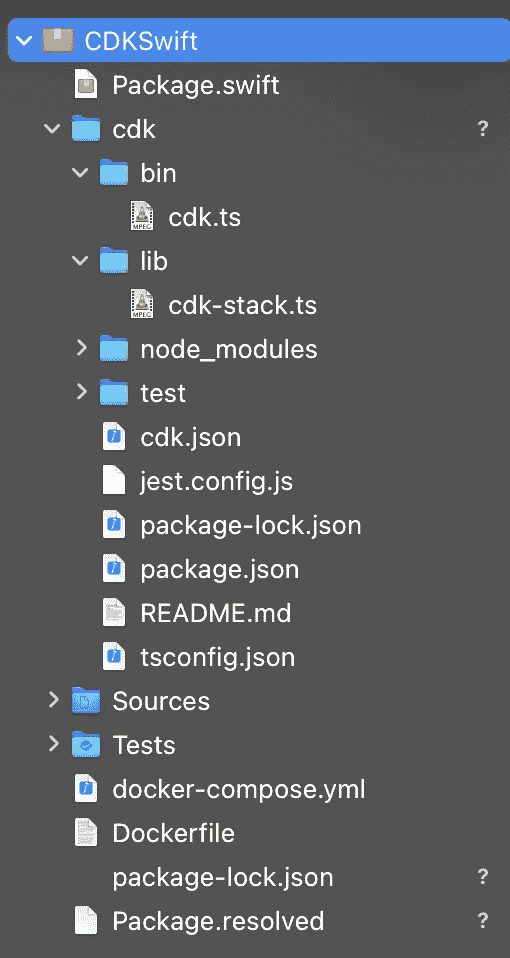 CDKSwift
Package.swift
cdk ?
bin
MPEG cdk.ts
lib
MPEG cdk-stack.ts
node_modules
test
cdk.json
jest.config.js
package-lock.json
package.json
README.md
tsconfig.json
Sources
Tests
docker-compose.yml
Dockerfile
package-lock.json ?
Package.resolved ?